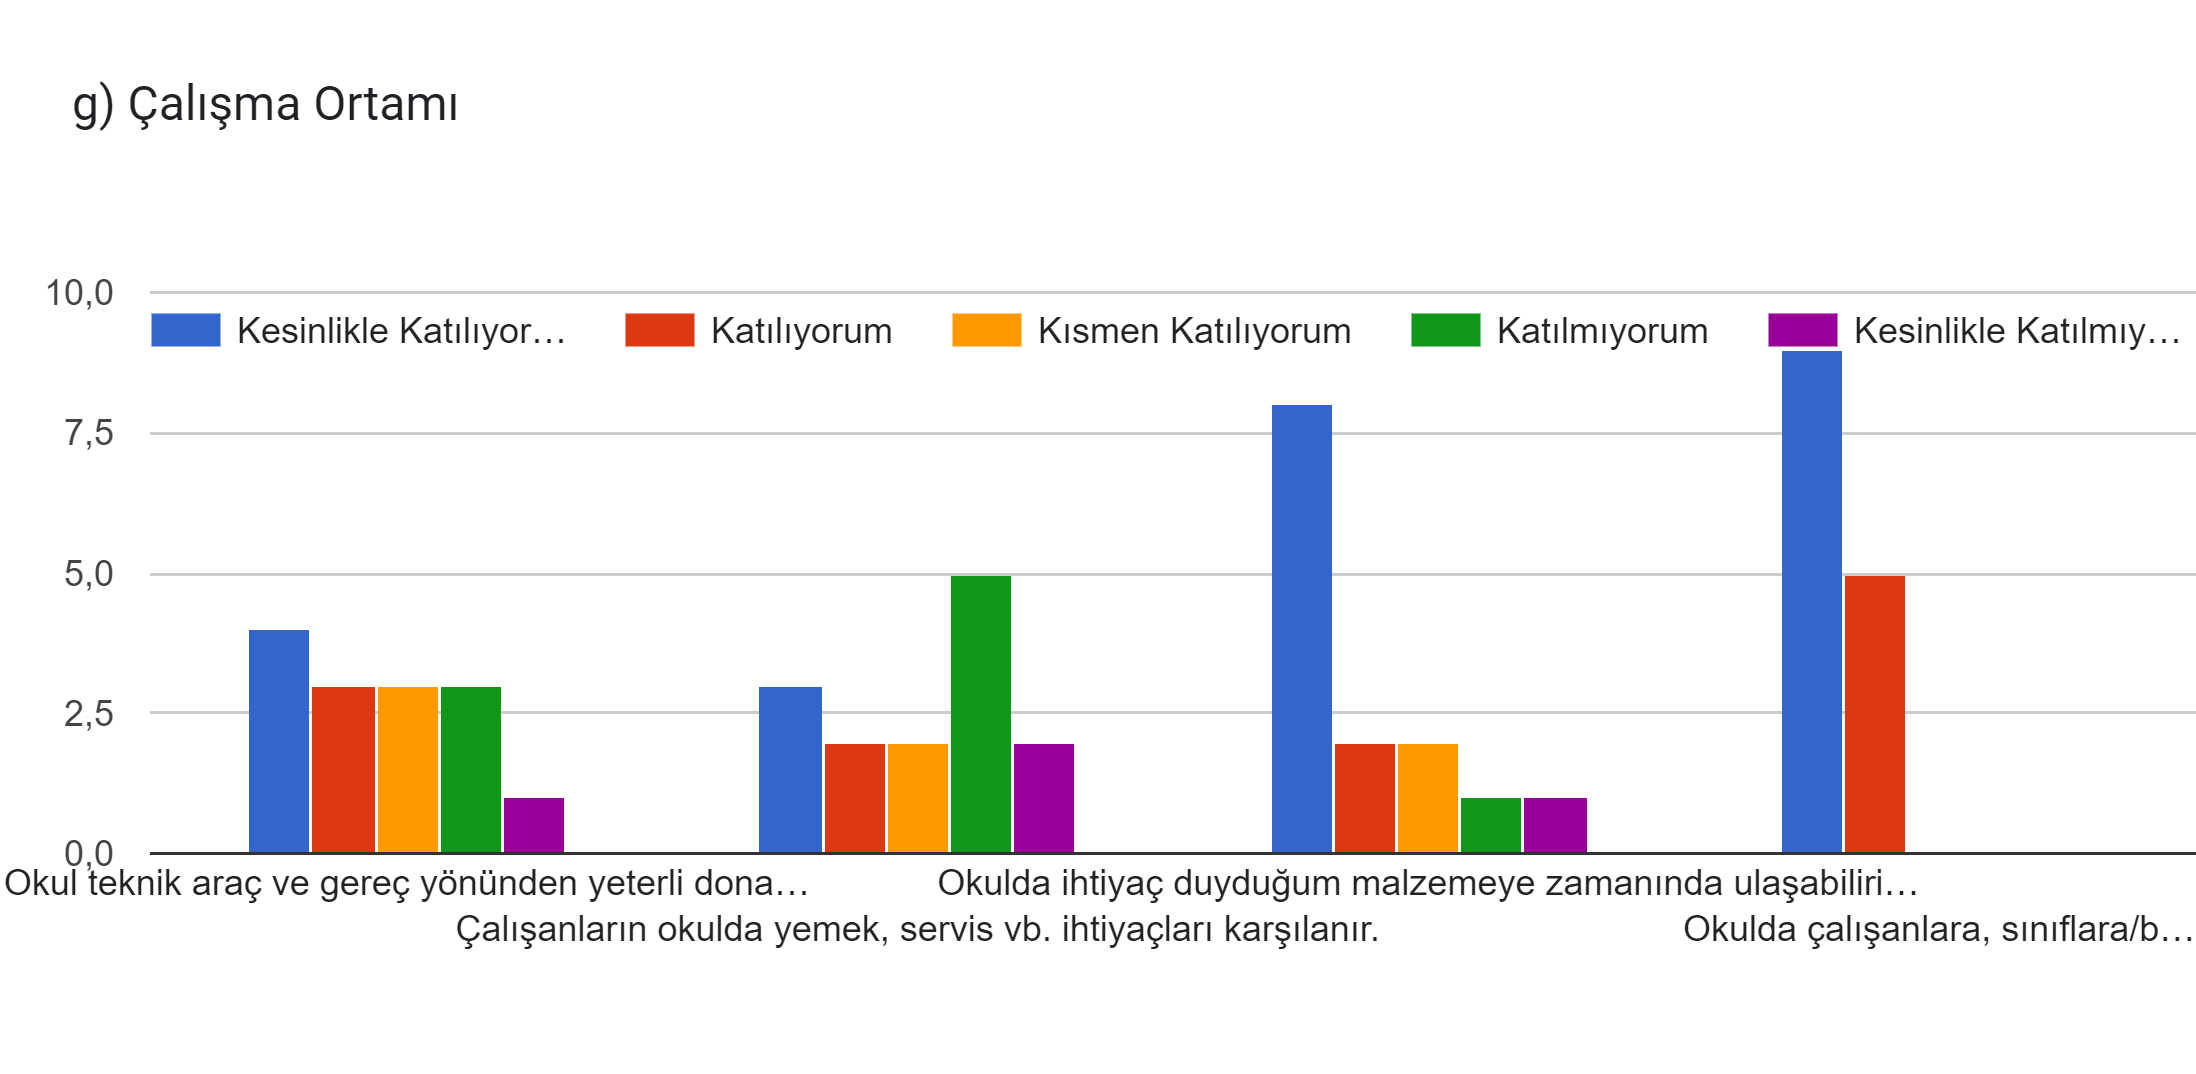 g) Çalışma Ortamı
10,0
Kesinlikle Katılıyor…
Katılıyorum
Kısmen Katılıyorum
Katılmıyorum
Kesinlikle Katılmıy…
7,5
5,0
2,5
0,0
Okul teknik araç ve gereç yönünden yeterli dona…
Okulda ihtiyaç duyduğum malzemeye zamanında ulaşabiliri…
Çalışanların okulda yemek, servis vb. ihtiyaçları karşılanır.
Okulda çalışanlara, sınıflara/b…